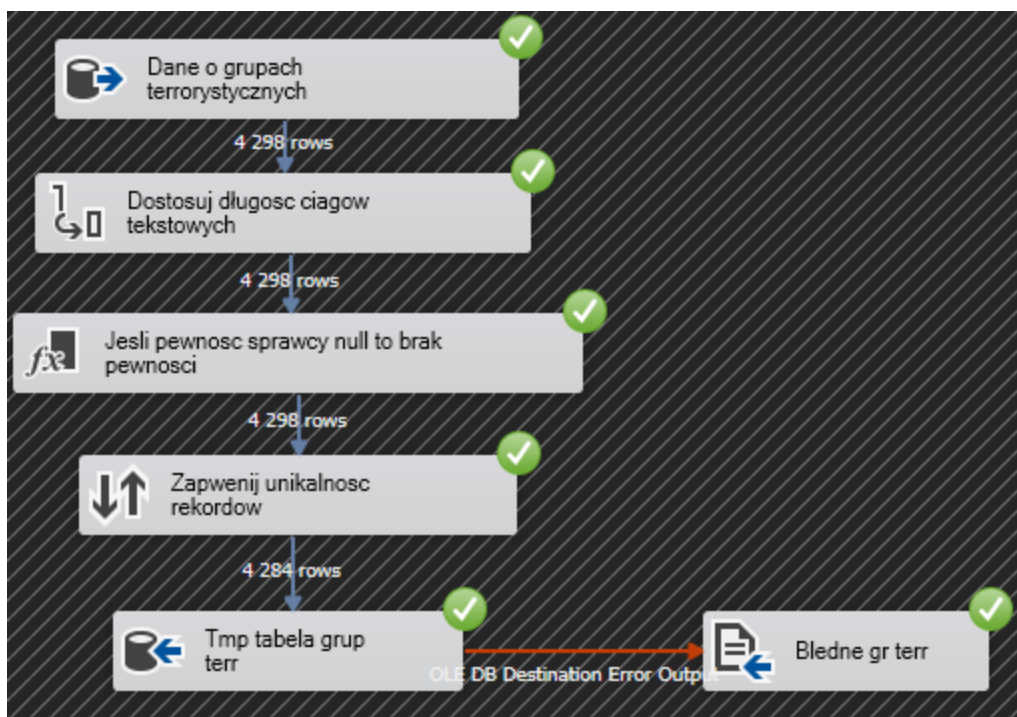 Dane o grupach
terrorystycznych
4 298 rows
Dostosuj długosc ciagow
tekstowych
4 298 rows
Jesli pewnosc sprawcy null to brak
pewnosci
4 298 rows
Zapwenij unikalnosc
rekordow
4 284 rows
Tmp tabela grup
terr
OLE DB Destination Error Output
Bledne gr terr